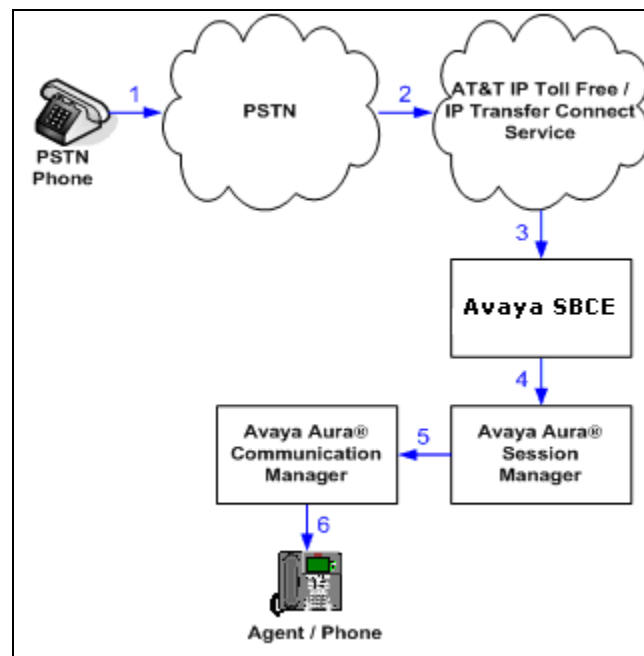 PSTN
Phone
1
PSTN
2
AT&T IP Toll Free /
IP Transfer Connect
Service
3
Avaya SBCE
4
Avaya Aura®
Session
Manager
5
Avaya Aura®
Communication
Manager
6
Agent / Phone